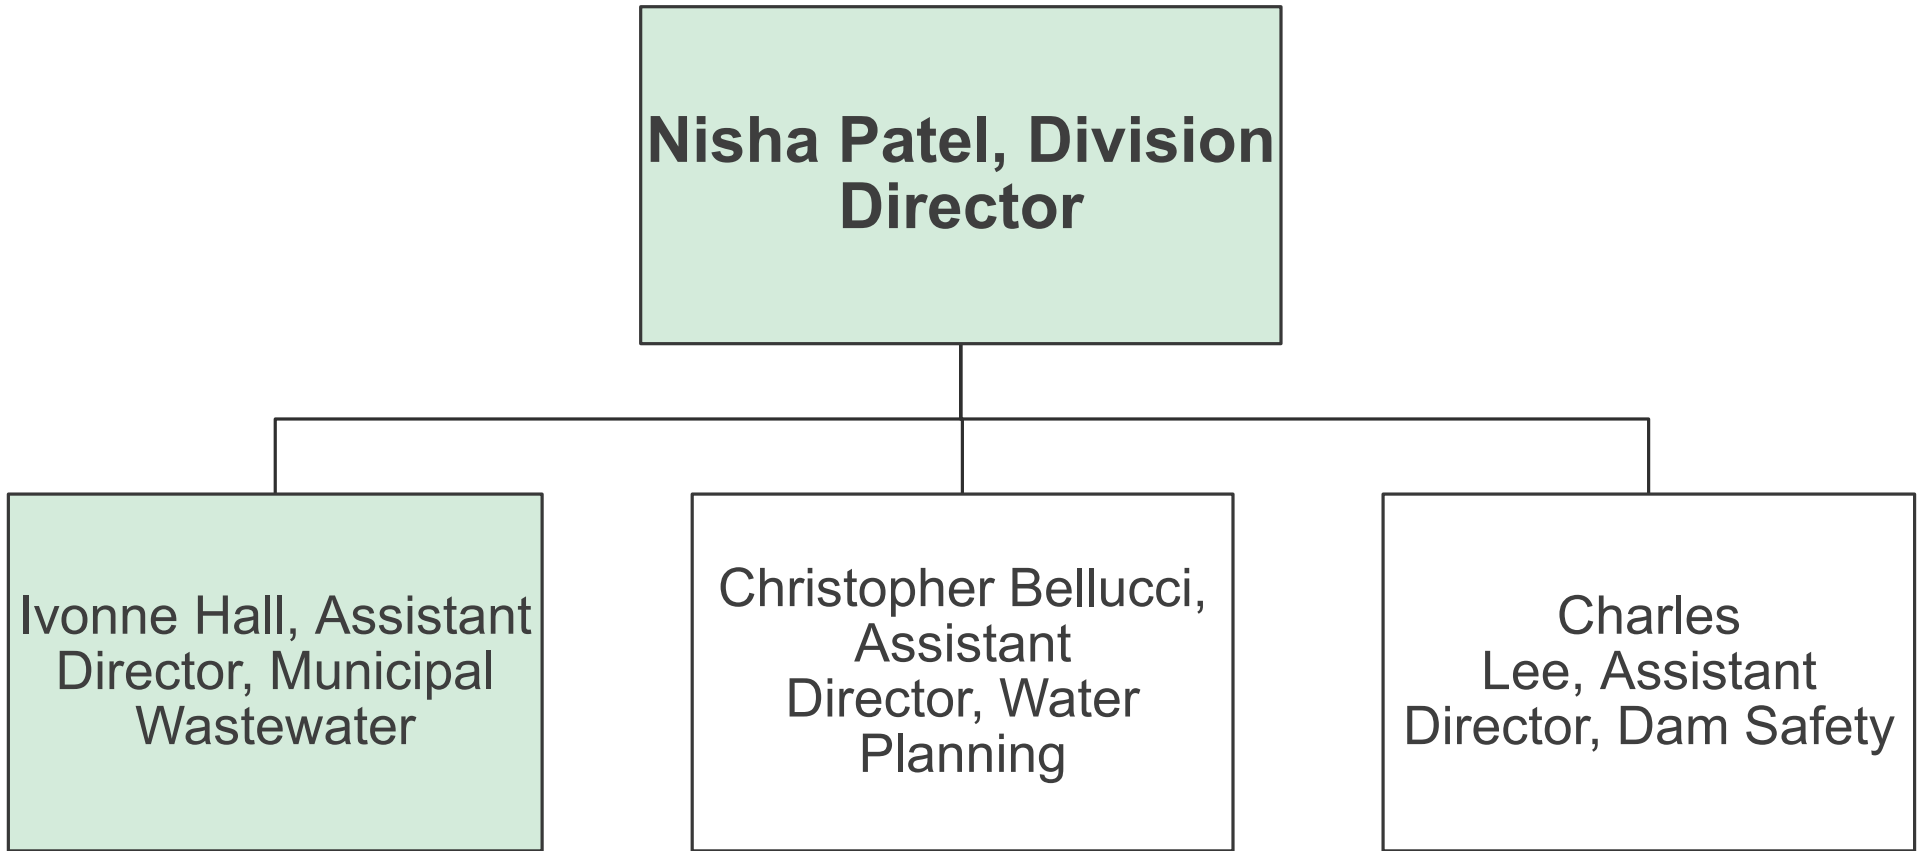 Nisha Patel, Division
Director
Ivonne Hall, Assistant
Director, Municipal
Wastewater
Christopher Bellucci,
Assistant
Director, Water
Planning
Charles
Lee, Assistant
Director, Dam Safety